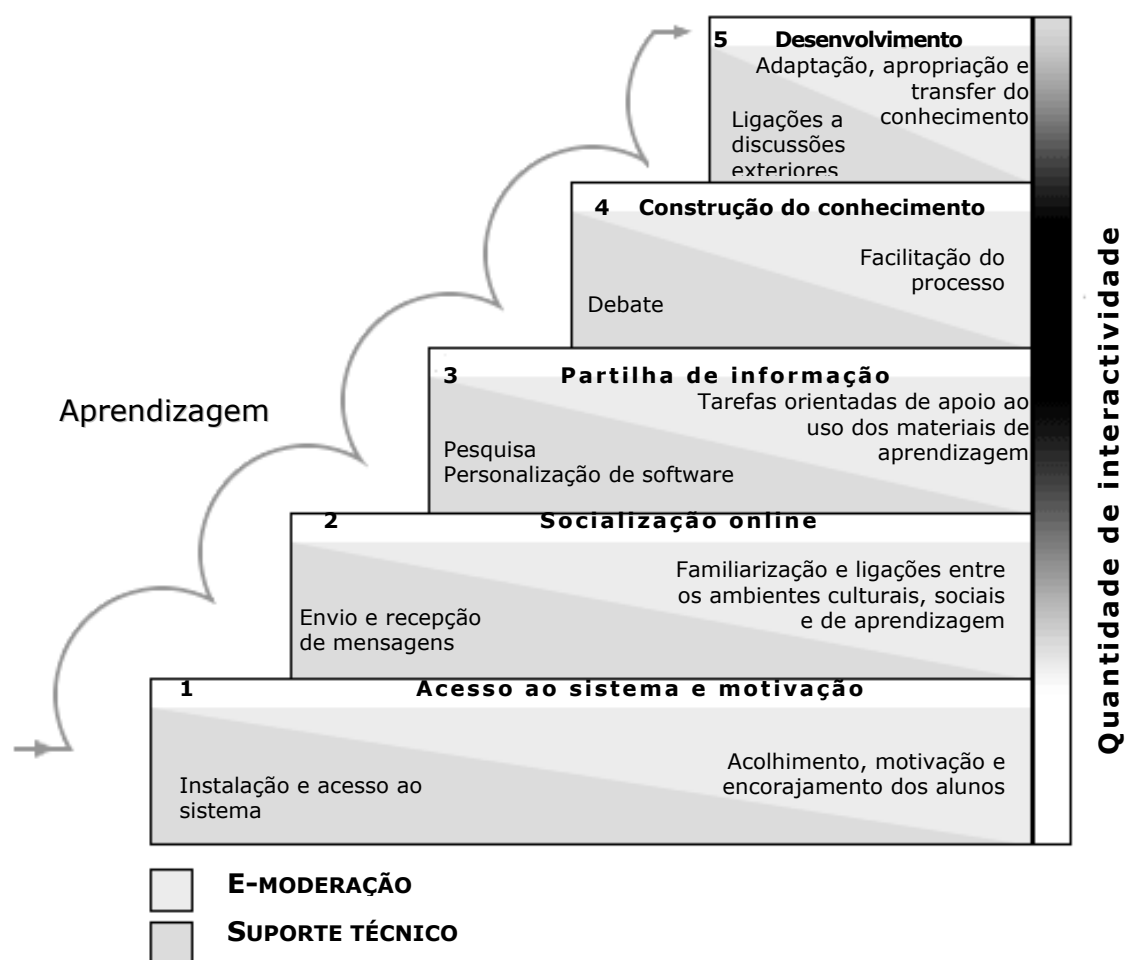 5 Desenvolvimento
Adaptação, apropriação e
transfer do
conhecimento
Ligações a
discussões
exteriores
4 Construção do conhecimento
Facilitação do
processo
Debate
3 Partilha de informação
Tarefas orientadas de apoio ao
uso dos materiais de
aprendizagem
Pesquisa
Personalização de software
Aprendizagem
2 Socialização online
Familiarização e ligações entre
os ambientes culturais, sociais
e de aprendizagem
Envio e recepção
de mensagens
1 Acesso ao sistema e motivação
Acolhimento, motivação e
encorajamento dos alunos
Instalação e acesso ao
sistema
Quantidade de interactividade
E-MODERAÇÃO
SUPORTE TÉCNICO